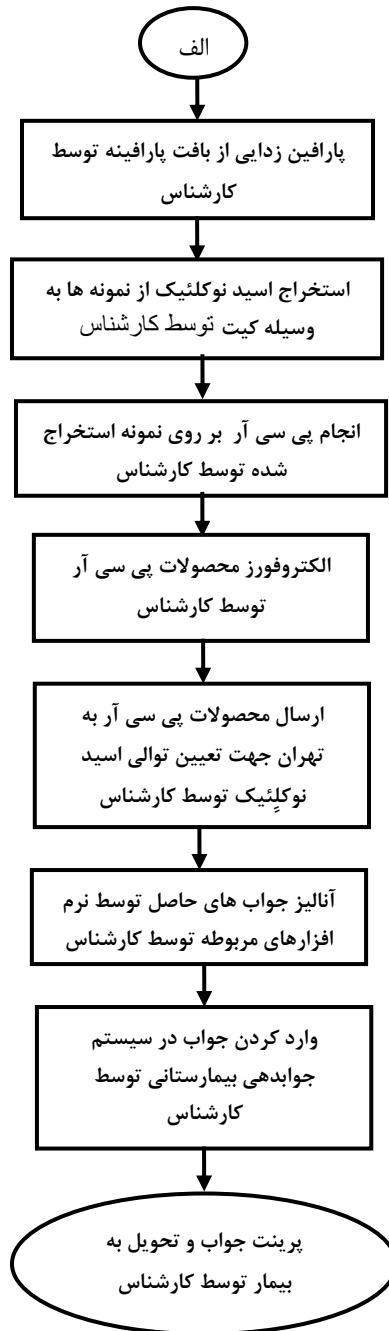 الف
پارافین زدایی از بافت پارافینه توسط
کارشناس
استخراج اسید نوکلئیک از نمونه ها به
وسیله کیت توسط کارشناس
انجام پی سی آر بر روی نمونه استخراج
شده توسط کارشناس
الکتروفورز محصولات پی سی آر
توسط کارشناس
ارسال محصولات پی سی آر به
تهران جهت تعیین توالی اسید
نوکلِئیک توسط کارشناس
آنالیز جواب های حاصل توسط نرم
افزارهای مربوطه توسط کارشناس
وارد کردن جواب در سیستم
جوابدهی بیمارستانی توسط
کارشناس
پرینت جواب و تحویل به
بیمار توسط کارشناس